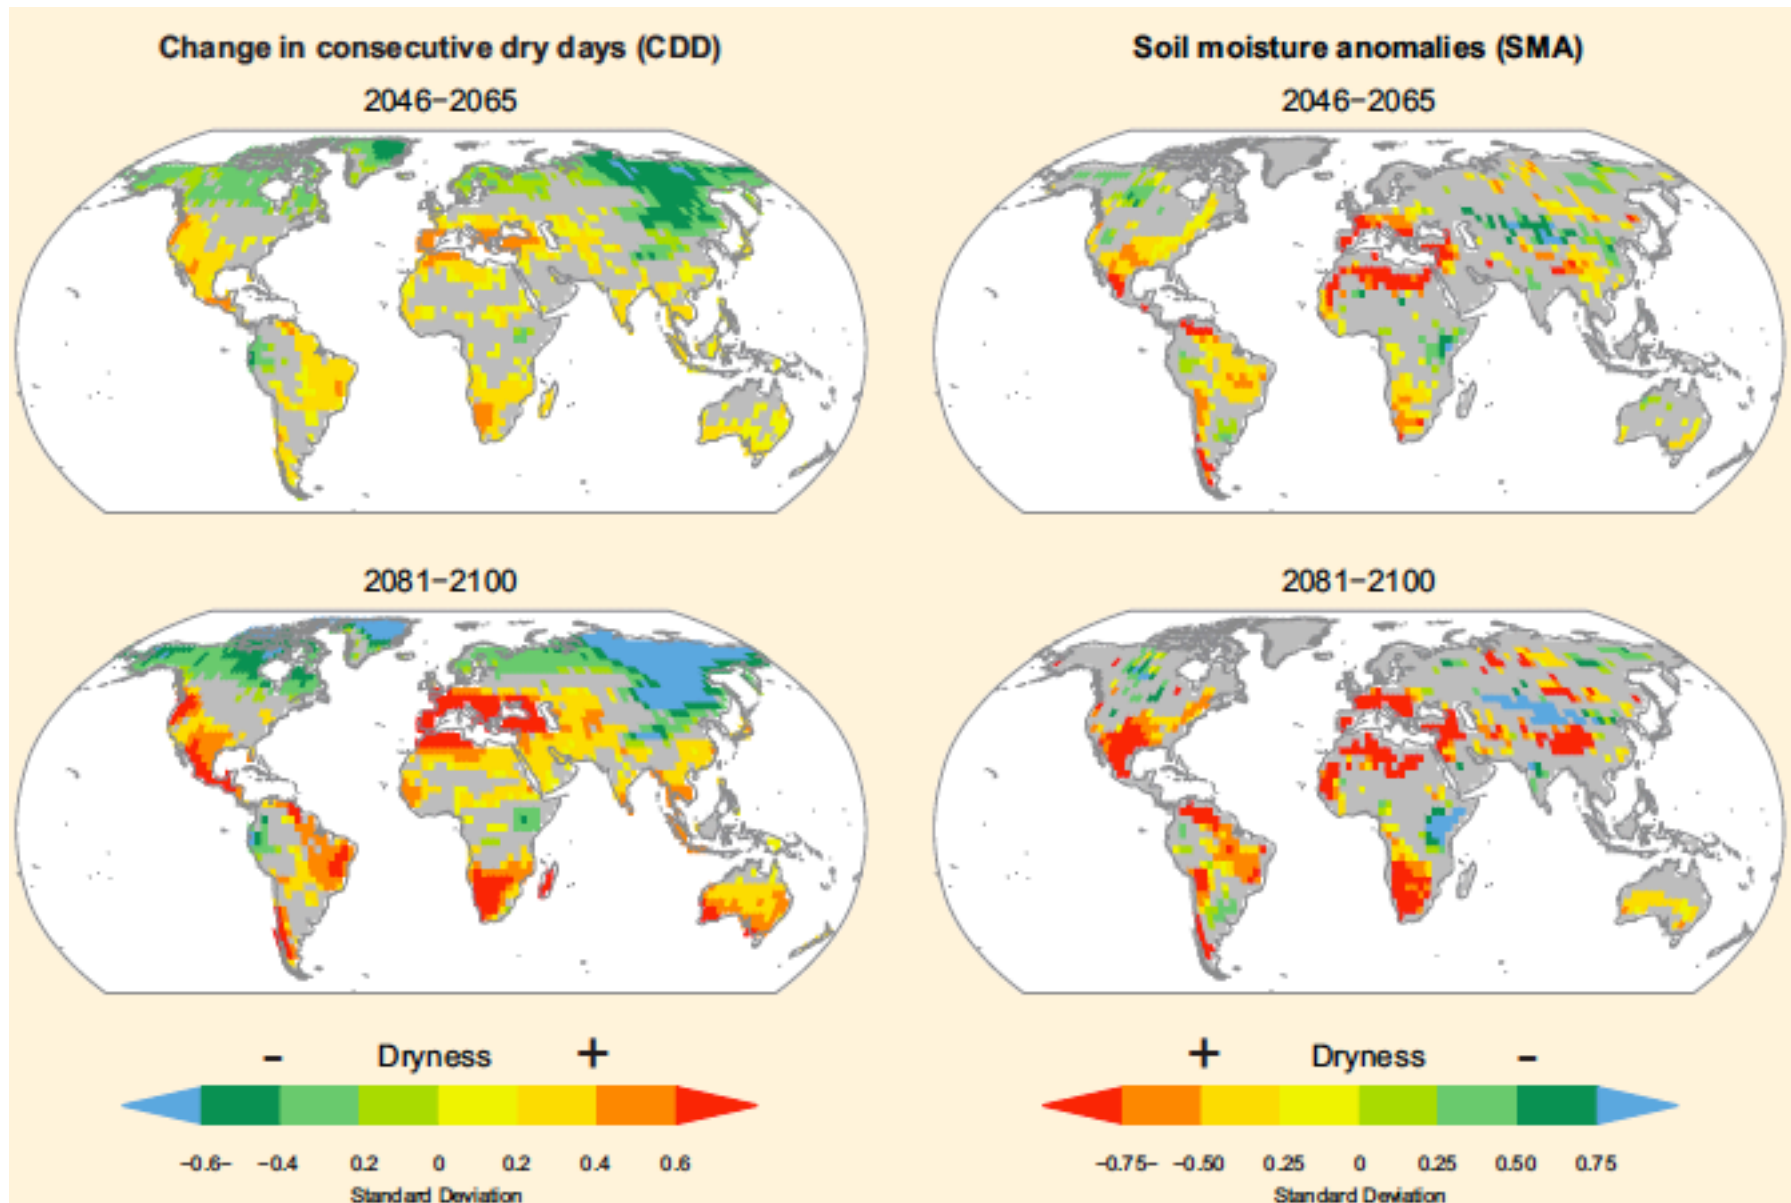 Change in consecutive dry days (CDD)
2046−2065
2081−2100
- Dryness +
−0.6− −0.4 0.2 0 0.2 0.4 0.6
Standard Deviation
Soil moisture anomalies (SMA)
2046−2065
2081−2100
+ Dryness -
−0.75− −0.50 0.25 0 0.25 0.50 0.75
Standard Deviation